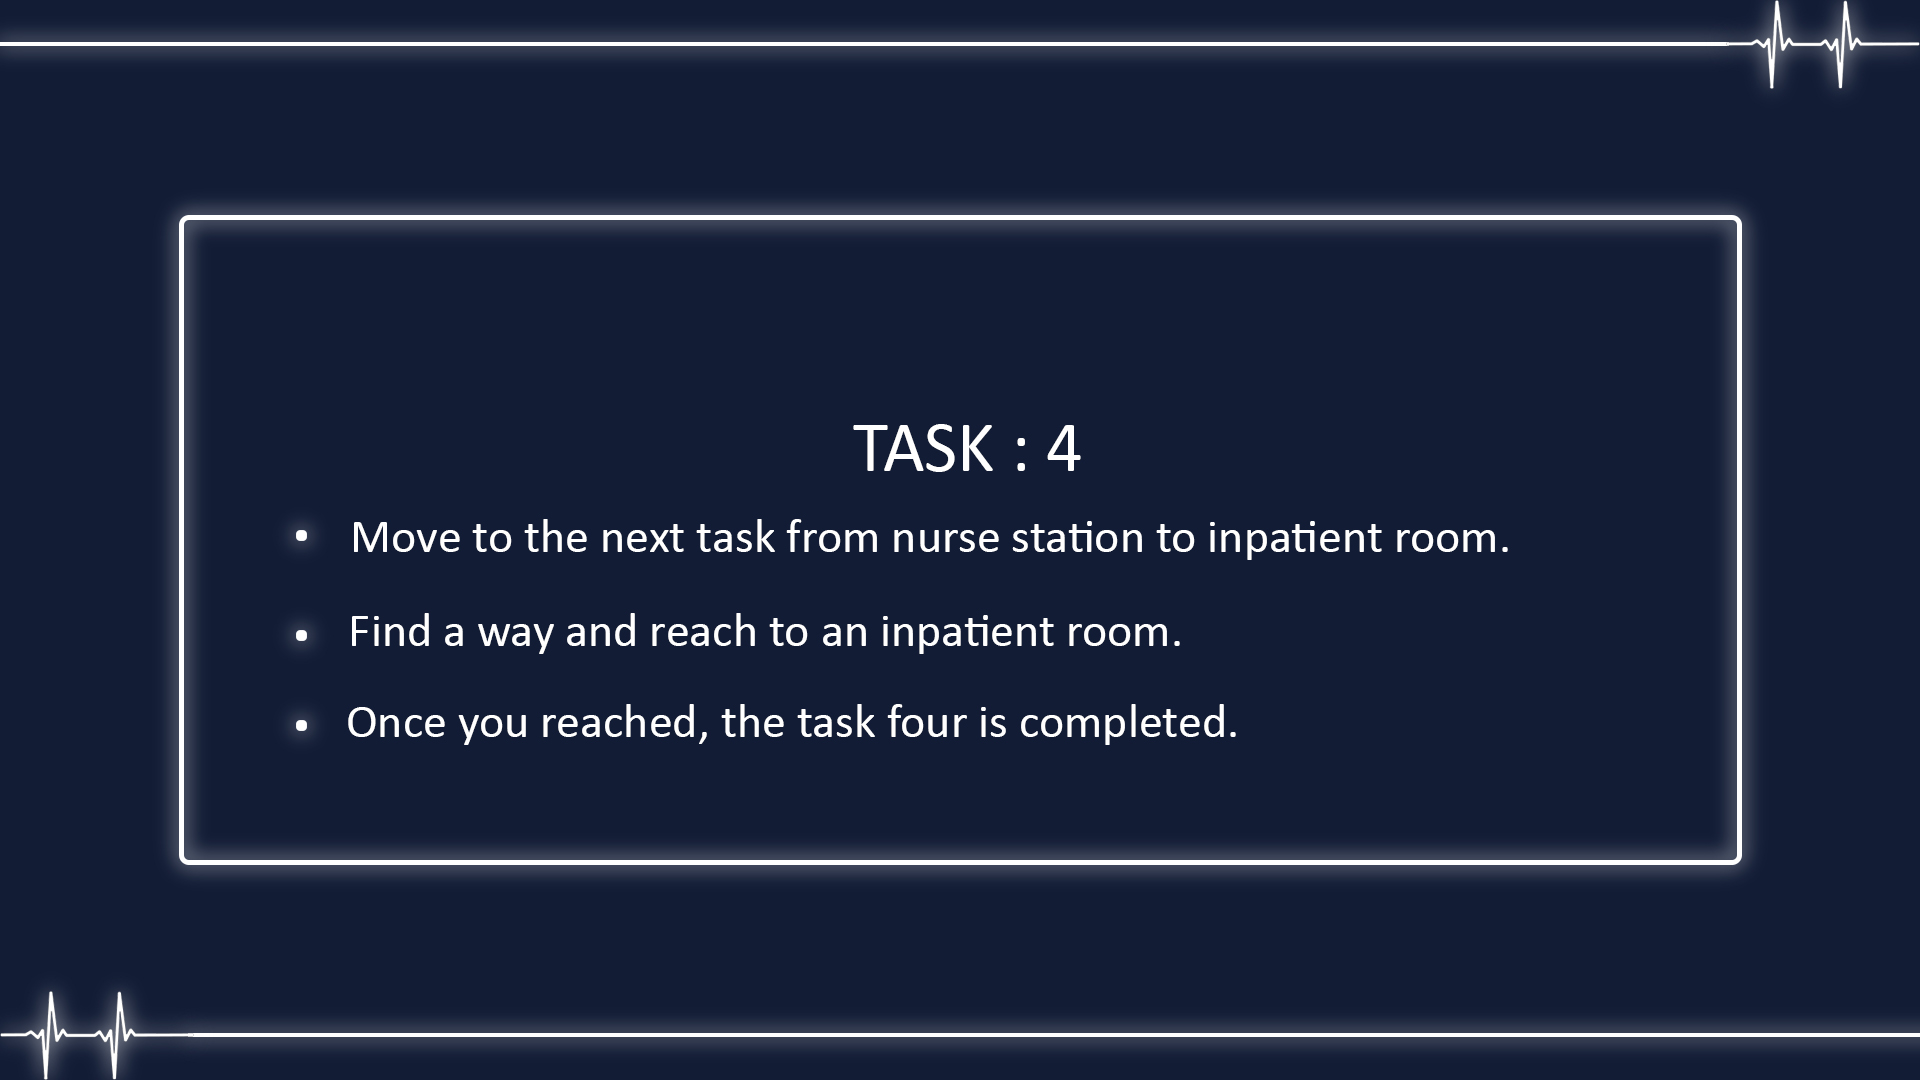 TASK : 4
• Move to the next task from nurse station to inpatient room.
• Find a way and reach to an inpatient room.
• Once you reached, the task four is completed.